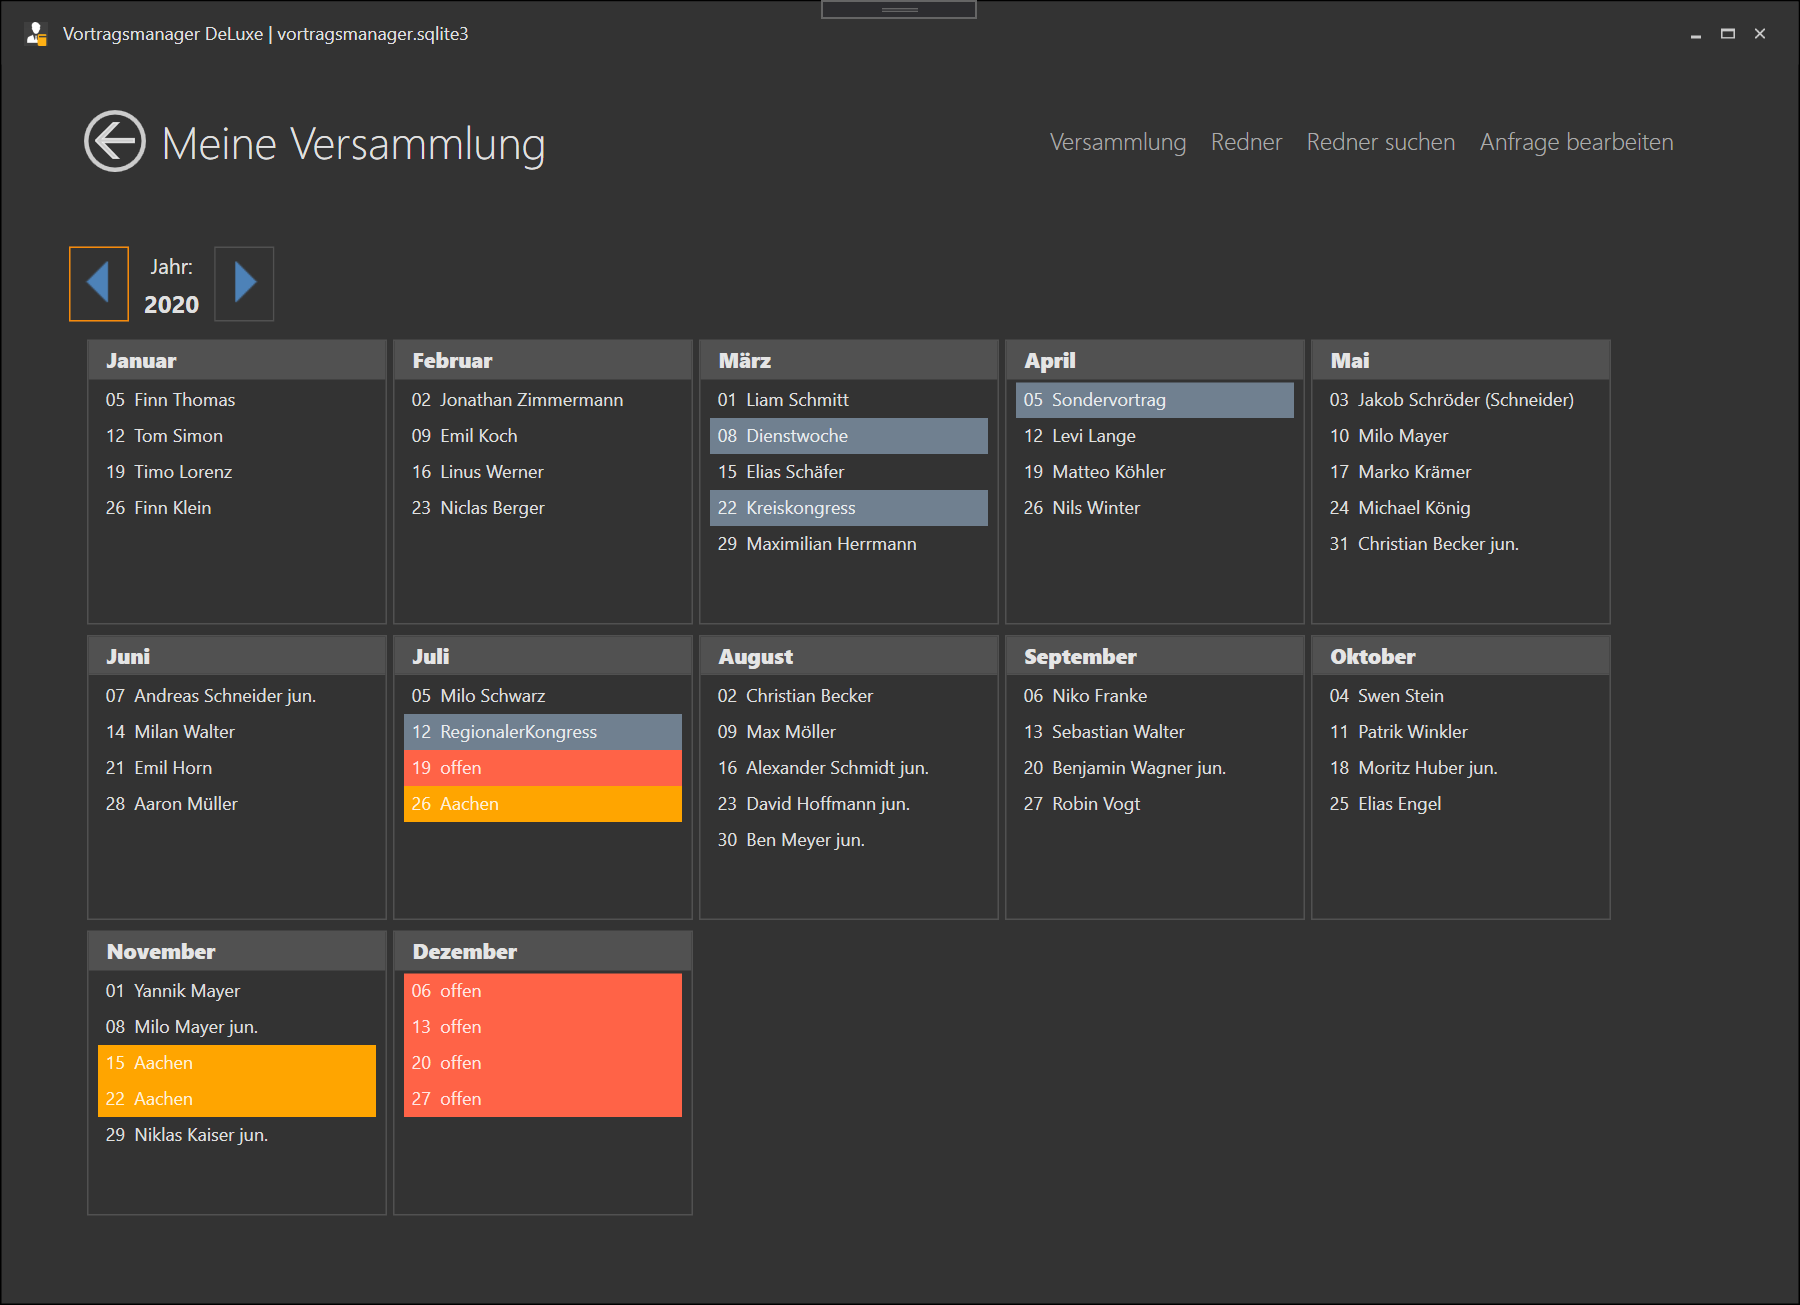 Vortragsmanager DeLuxe | vortragsmanager.sqlite3
Meine Versammlung
Versammlung Redner Redner suchen Anfrage bearbeiten
Jahr:
2020
Januar
05 Finn Thomas
12 Tom Simon
19 Timo Lorenz
26 Finn Klein
Februar
02 Jonathan Zimmermann
09 Emil Koch
16 Linus Werner
23 Niclas Berger
März
01 Liam Schmitt
08 Dienstwoche
15 Elias Schäfer
22 Kreiskongress
29 Maximilian Herrmann
April
05 Sondervortrag
12 Levi Lange
19 Matteo Köhler
26 Nils Winter
Mai
03 Jakob Schröder (Schneider)
10 Milo Mayer
17 Marko Krämer
24 Michael König
31 Christian Becker jun.
Juni
07 Andreas Schneider jun.
14 Milan Walter
21 Emil Horn
28 Aaron Müller
Juli
05 Milo Schwarz
12 RegionalerKongress
19 offen
26 Aachen
August
02 Christian Becker
09 Max Möller
16 Alexander Schmidt jun.
23 David Hoffmann jun.
30 Ben Meyer jun.
September
06 Niko Franke
13 Sebastian Walter
20 Benjamin Wagner jun.
27 Robin Vogt
Oktober
04 Swen Stein
11 Patrik Winkler
18 Moritz Huber jun.
25 Elias Engel
November
01 Yannik Mayer
08 Milo Mayer jun.
15 Aachen
22 Aachen
29 Niklas Kaiser jun.
Dezember
06 offen
13 offen
20 offen
27 offen